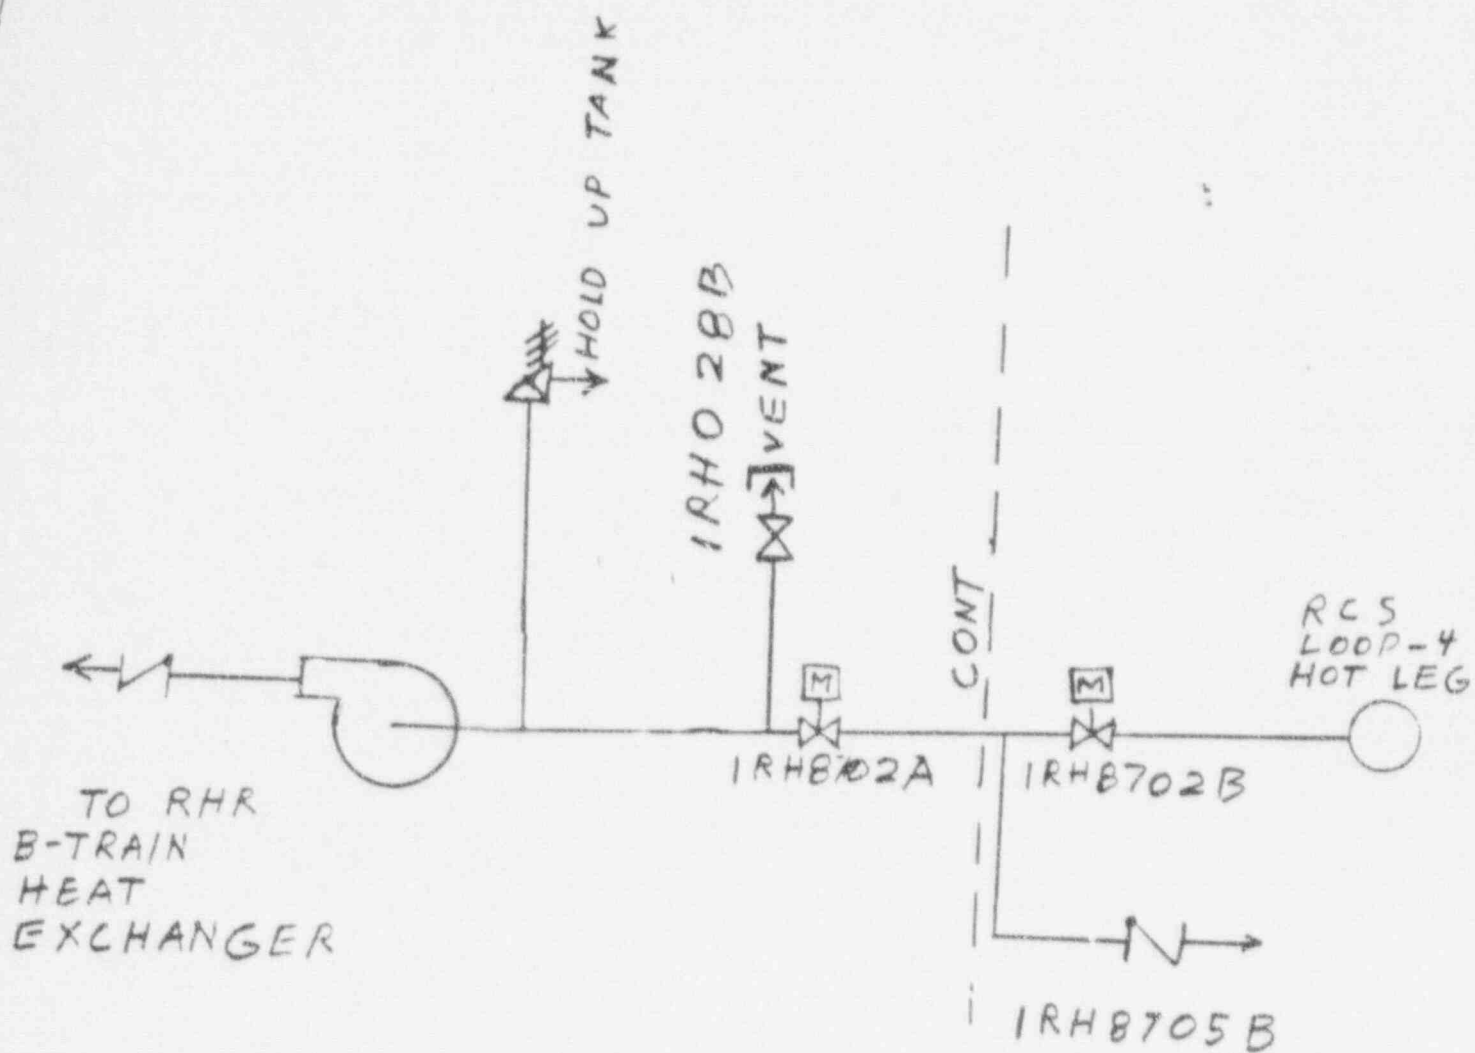 HOLD UP TANK
1RH028B
VENT
CONT
RCS
LOOP-4
HOT LEG
M
M
1RH8702A
1RH8702B
TO RHR
B-TRAIN
HEAT
EXCHANGER
1RH8705B